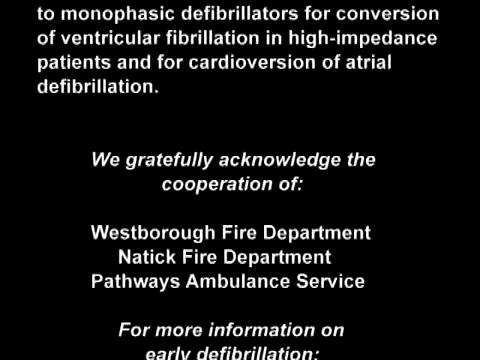 to monophasic defibrillators for conversion
of ventricular fibrillation in high-impedance
patients and for cardioversion of atrial
defibrillation.
We gratefully acknowledge the
cooperation of:
Westborough Fire Department
Natick Fire Department
Pathways Ambulance Service
For more information on
early defibrillation: